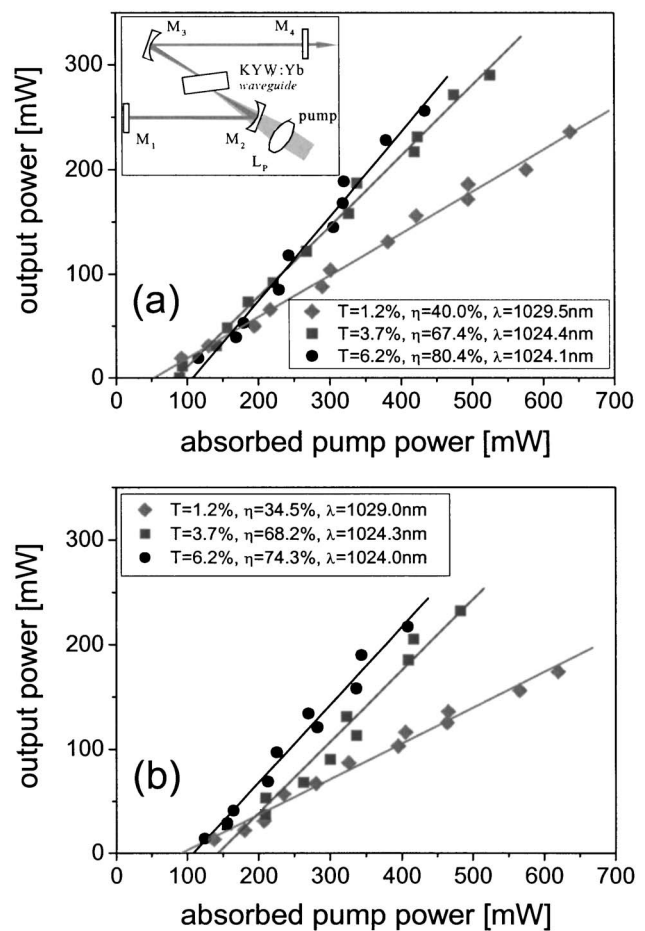 (a)
M₃
M₄
KYW:Yb
waveguide
pump
M₁
M₂
Lₚ
output power [mW]
300
200
100
0
T=1.2%, η=40.0%, λ=1029.5nm
T=3.7%, η=67.4%, λ=1024.4nm
T=6.2%, η=80.4%, λ=1024.1nm
0 100 200 300 400 500 600 700
absorbed pump power [mW]
T=1.2%, η=34.5%, λ=1029.0nm
T=3.7%, η=68.2%, λ=1024.3nm
T=6.2%, η=74.3%, λ=1024.0nm
output power [mW]
300
200
100
0
(b)
0 100 200 300 400 500 600 700
absorbed pump power [mW]